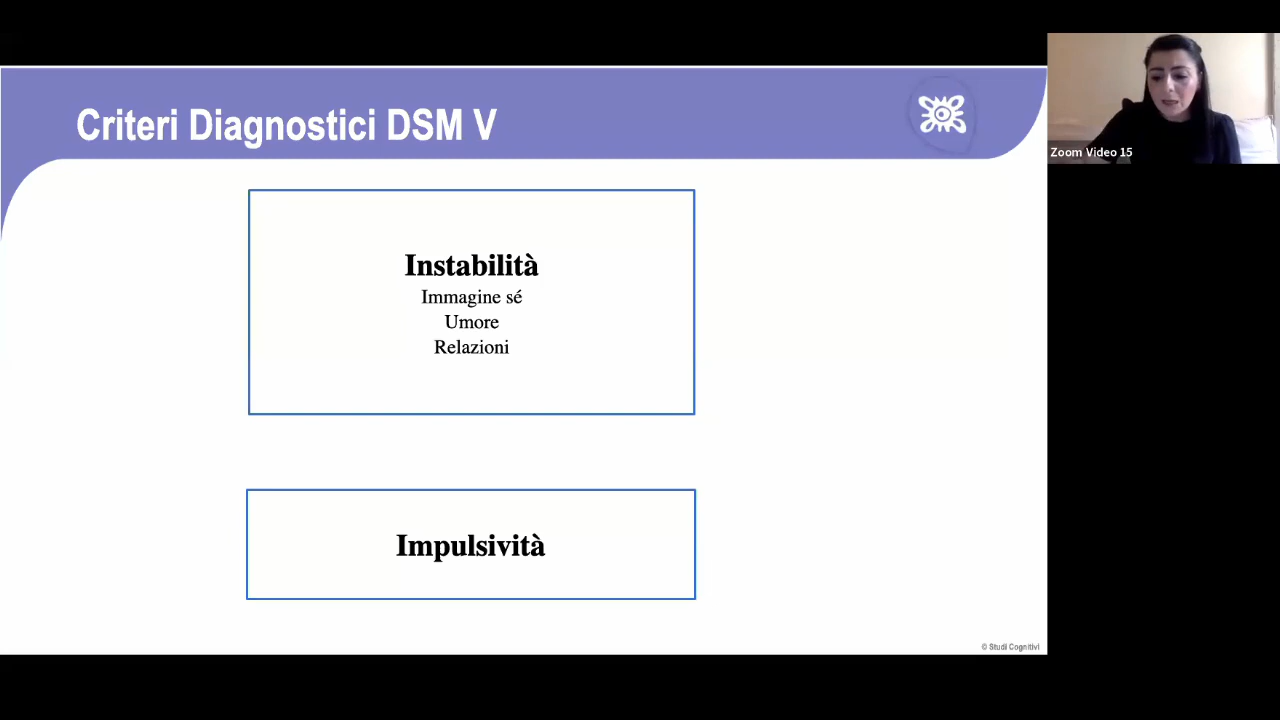 Criteri Diagnostici DSM V
Zoom Video 15
Instabilità
Immagine sé
Umore
Relazioni
Impulsività
© Studi Cognitivi